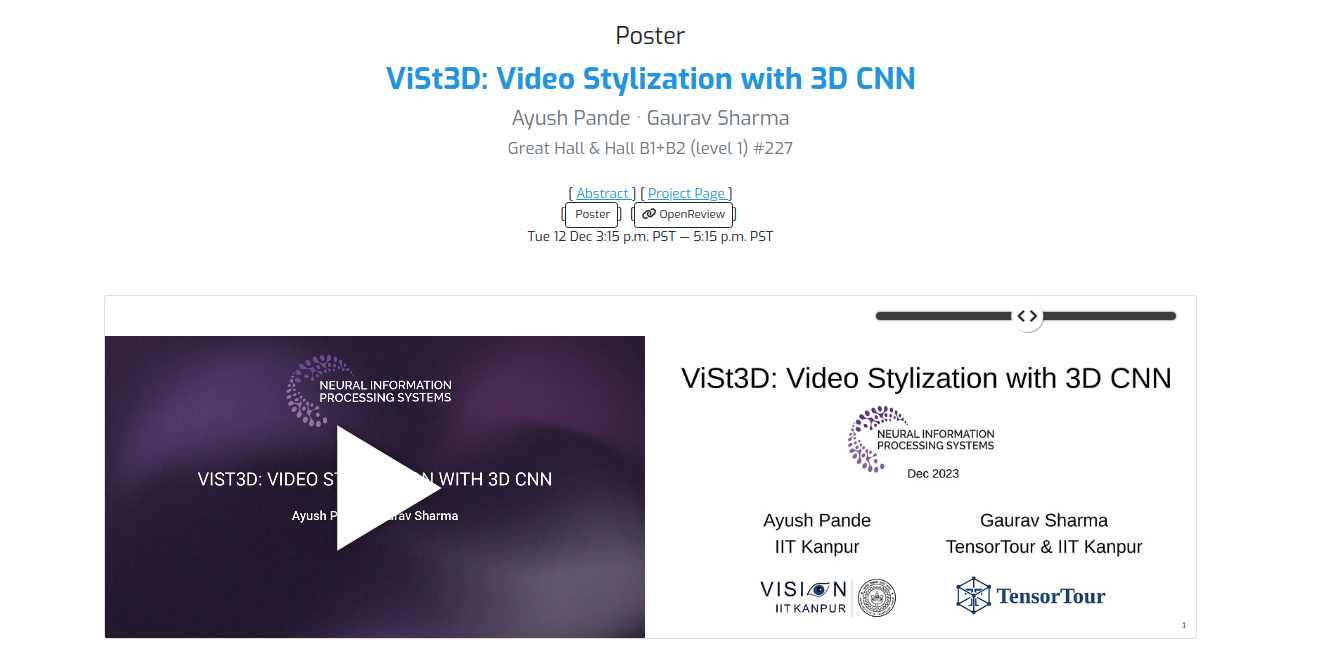 Poster
ViSt3D: Video Stylization with 3D CNN
Ayush Pande · Gaurav Sharma
Great Hall & Hall B1+B2 (level 1) #227
[ Abstract ] [ Project Page ]
[ Poster ] [ OpenReview ]
Tue 12 Dec 3:15 p.m. PST — 5:15 p.m. PST
NEURAL INFORMATION
PROCESSING SYSTEMS
VIST3D: VIDEO ST N WITH 3D CNN
Ayush P rav Sharma
ViSt3D: Video Stylization with 3D CNN
NEURAL INFORMATION
PROCESSING SYSTEMS
Dec 2023
Ayush Pande
IIT Kanpur
Gaurav Sharma
TensorTour & IIT Kanpur
VISION
IIT KANPUR
TensorTour
1